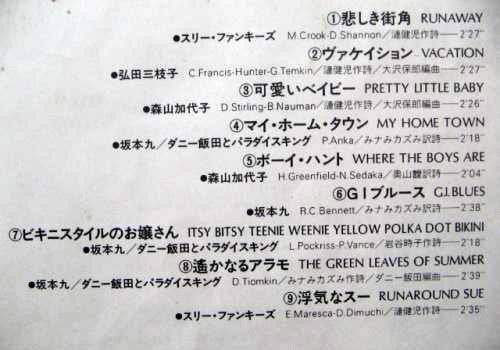 ①悲しき街角 RUNAWAY
●スリー・ファンキーズ M.Crook-D.Shannon／漣健児作詩――2'27"
②ヴァケイション VACATION
●弘田三枝子 C.Francis-Hunter-G.Temkin／漣健児作詩／大沢保郎編曲――2'27"
③可愛いベイビー PRETTY LITTLE BABY
●森山加代子 D.Stirling-B.Nauman／漣健児作詩／大沢保郎編曲――2'26"
④マイ・ホーム・タウン MY HOME TOWN
●坂本九／ダニー飯田とパラダイスキング P.Anka／みナみカズみ訳詩――2'18"
⑤ボーイ・ハント WHERE THE BOYS ARE
●森山加代子 H.Greenfield-N.Sedaka／奥山靉訳詩――2'04"
⑥GIブルース G.I.BLUES
●坂本九 R.C.Bennett／みナみカズみ訳詩――2'38"
⑦ビキニスタイルのお嬢さん ITSY BITSY TEENIE WEENIE YELLOW POLKA DOT BIKINI
●坂本九／ダニー飯田とパラダイスキング L.Pockriss-P.Vance／岩谷時子作詩――2'18"
⑧遙かなるアラモ THE GREEN LEAVES OF SUMMER
●坂本九／ダニー飯田とパラダイスキング D.Tiomkin／みナみカズみ作詩／ダニー飯田編曲――2'39"
⑨浮気なスー RUNAROUND SUE
●スリー・ファンキーズ E.Maresca-D.Dimuchi／漣健児作詩――2'35"